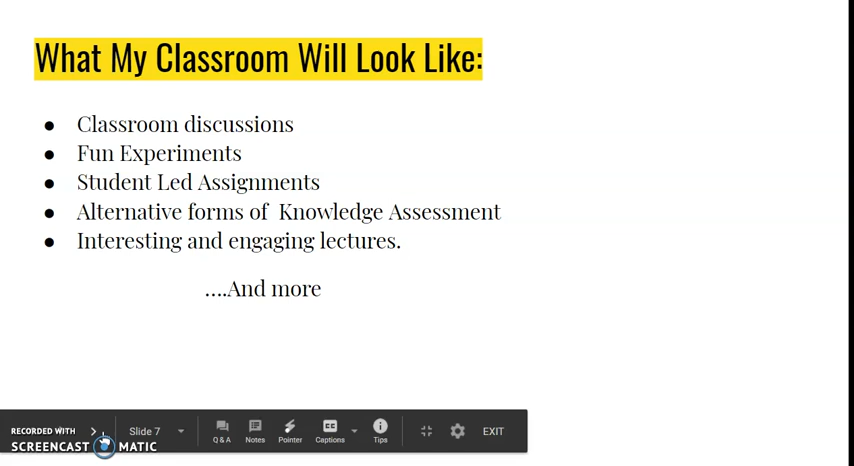 What My Classroom Will Look Like:
● Classroom discussions
● Fun Experiments
● Student Led Assignments
● Alternative forms of  Knowledge Assessment
● Interesting and engaging lectures.
….And more
RECORDED WITH
SCREENCAST MATIC
Slide 7
Q & A
Notes
Pointer
Captions
Tips
EXIT